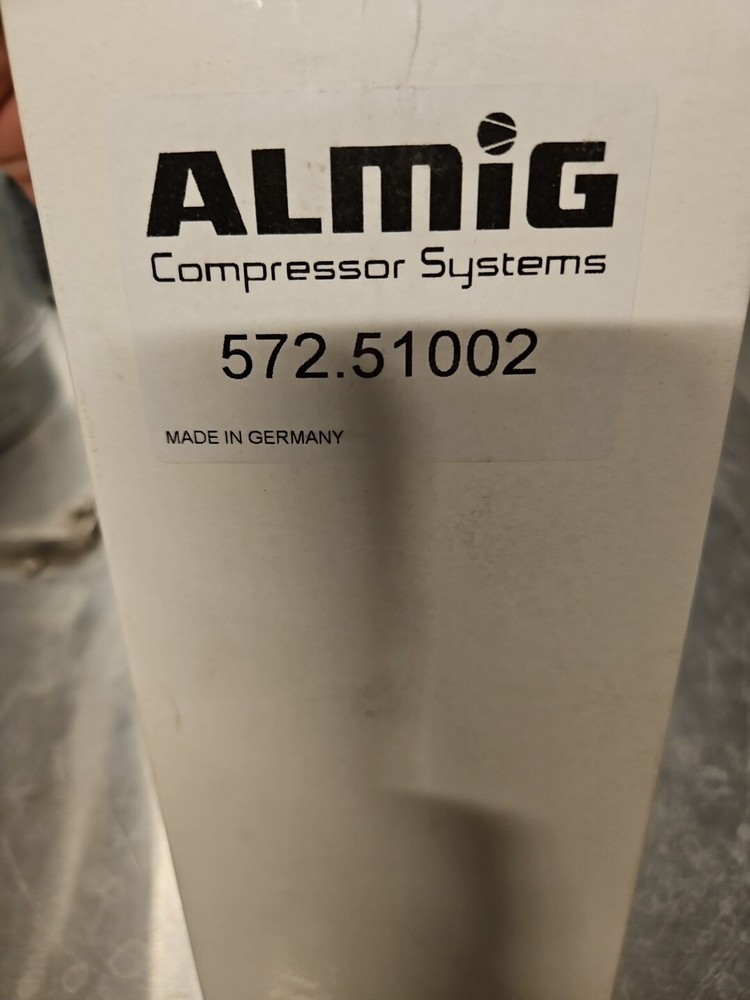 ALMiG
Compressor Systems
572.51002
MADE IN GERMANY